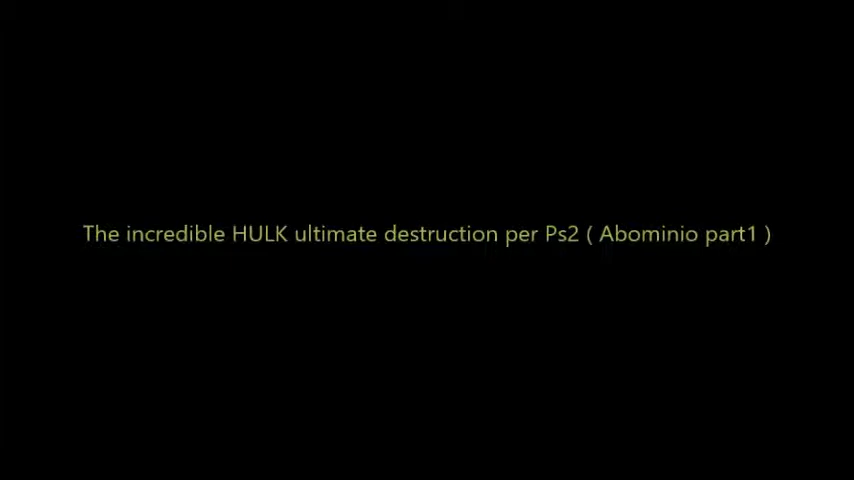 The incredible HULK ultimate destruction per Ps2 ( Abominio part1 )